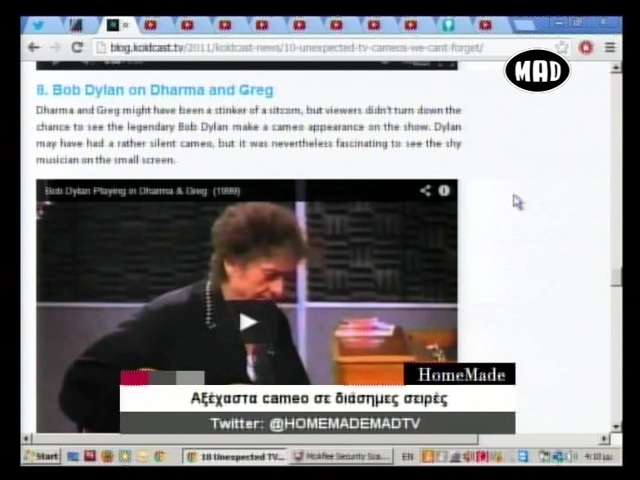 blog.koldcast.tv/2011/koldcast-news/10-unexpected-tv-cameos-we-cant-forget/
MAD
8. Bob Dylan on Dharma and Greg
Dharma and Greg might have been a stinker of a sitcom, but viewers didn't turn down the
chance to see the legendary Bob Dylan make a cameo appearance on the show. Dylan
may have had a rather silent cameo, but it was nevertheless fascinating to see the shy
musician on the small screen.
Bob Dylan Playing in Dharma & Greg (1999)
HomeMade
Αξέχαστα cameo σε διάσημες σειρές
Twitter: @HOMEMADEMADTV
Start
10 Unexpected TV...
McAfee Security Sca...
EN
4:10 μμ